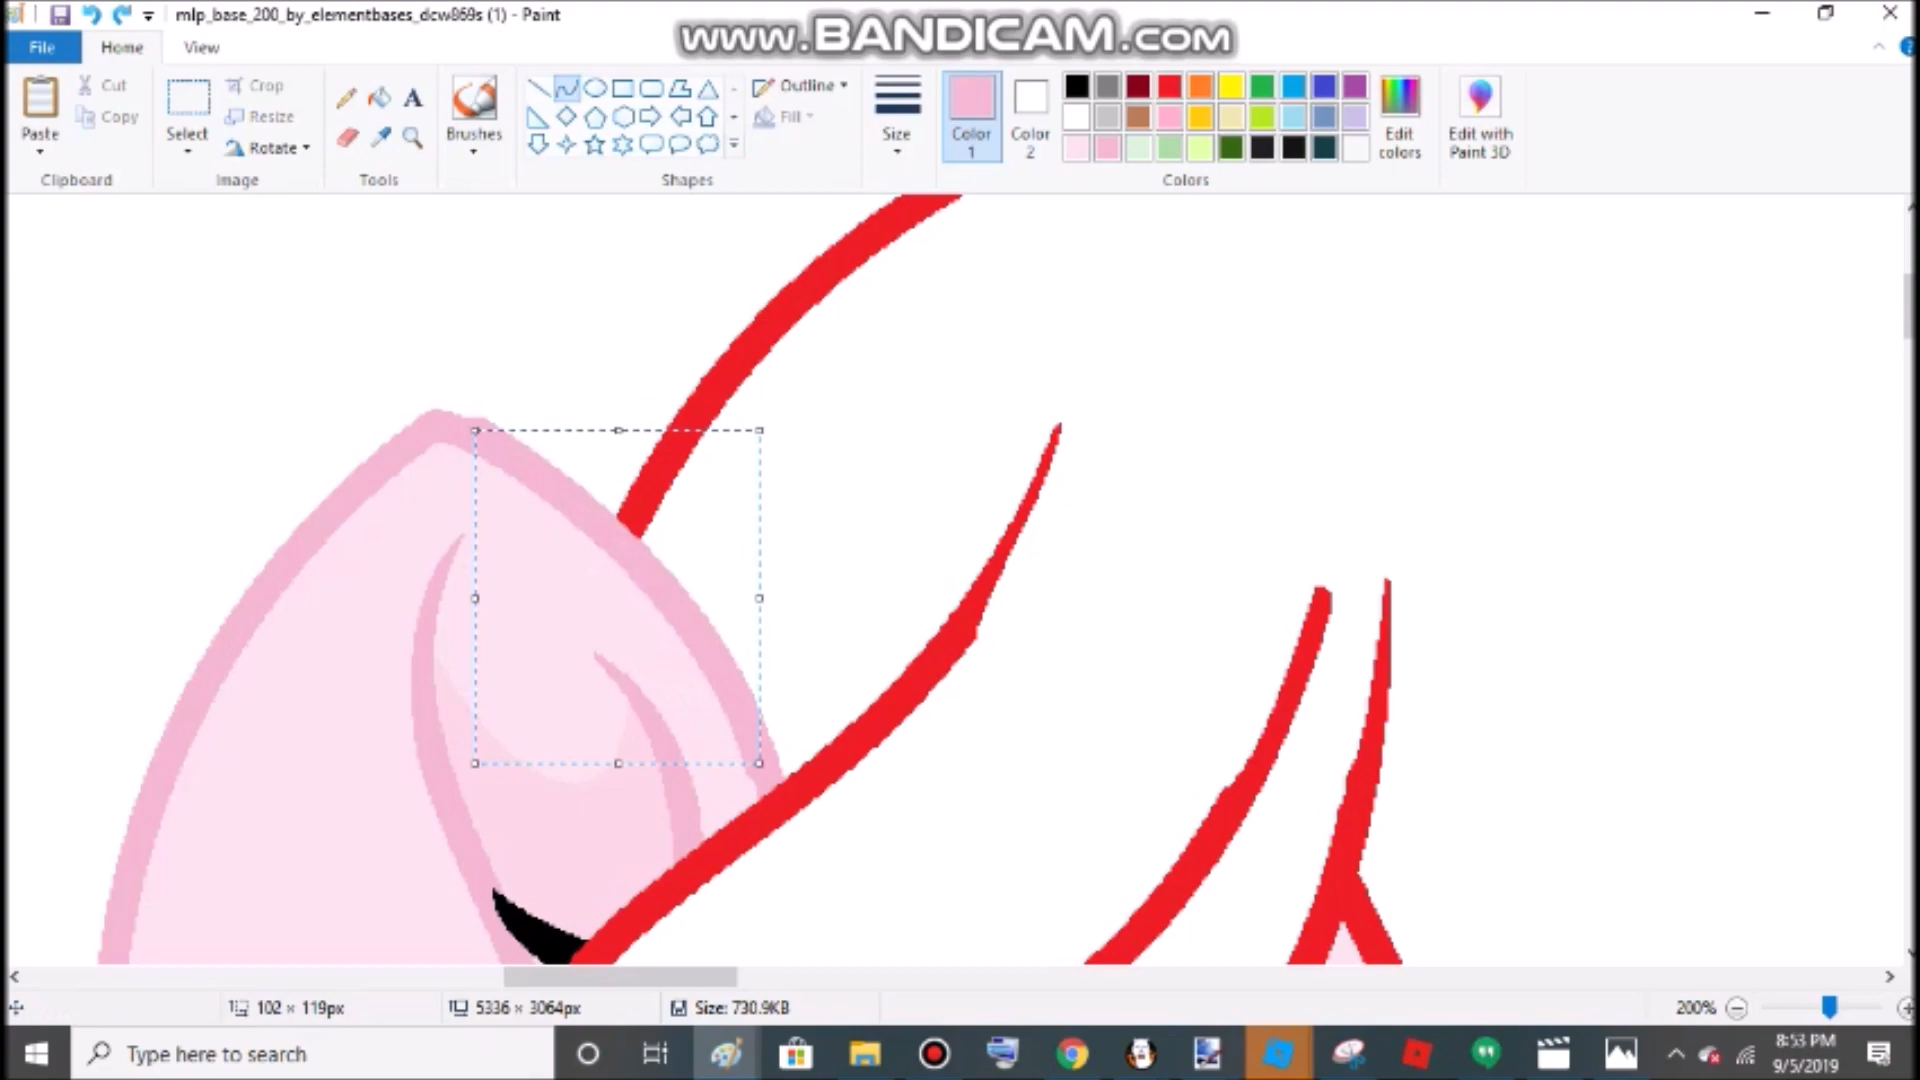 mlp_base_200_by_elementbases_dcw869s (1) - Paint
www.BANDICAM.com
File Home View
Cut
Copy
Paste
Clipboard
Crop
Resize
Rotate
Select
Image
Tools
Brushes
Outline
Fill
Shapes
Size
Color 1
Color 2
Edit colors
Edit with Paint 3D
Colors
102 × 119px
5336 × 3064px
Size: 730.9KB
200%
Type here to search
8:53 PM
9/5/2019